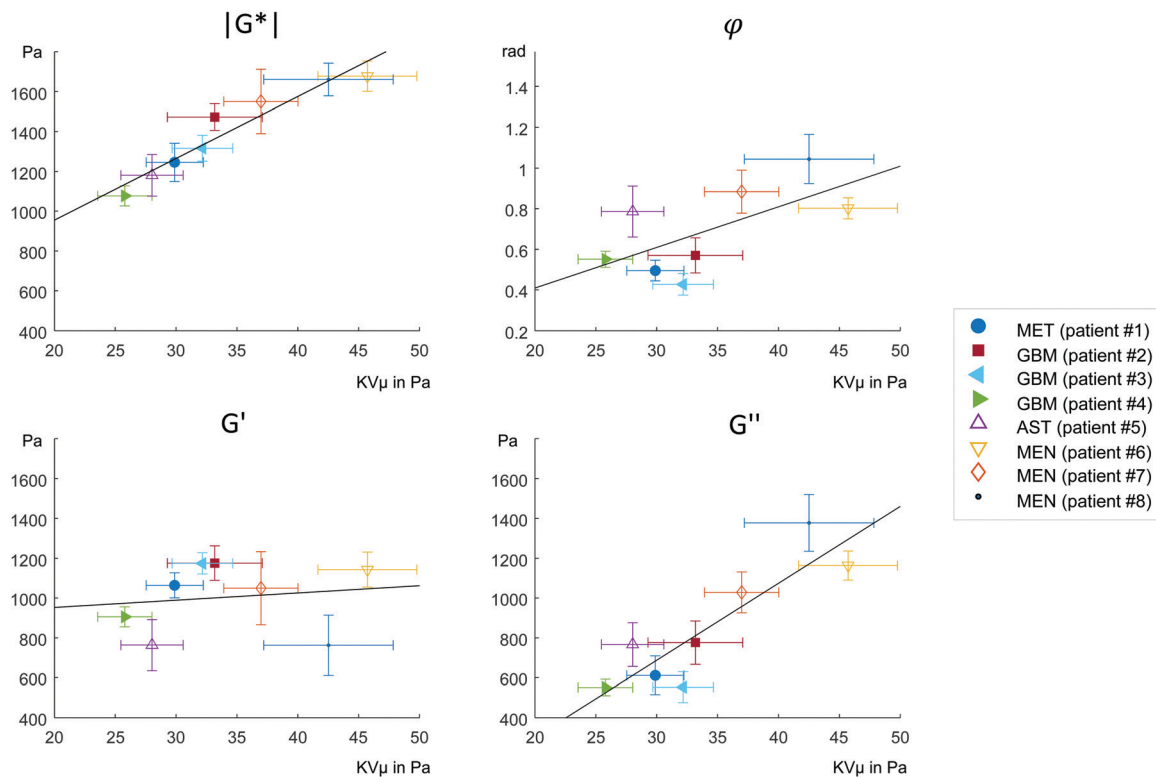 |G*|
Pa
1600
1400
1200
1000
800
600
400
20 25 30 35 40 45 50
KVμ in Pa
φ
rad
1.4
1.2
1
0.8
0.6
0.4
0.2
20 25 30 35 40 45 50
KVμ in Pa
G'
Pa
1600
1400
1200
1000
800
600
400
20 25 30 35 40 45 50
KVμ in Pa
G''
Pa
1600
1400
1200
1000
800
600
400
20 25 30 35 40 45 50
KVμ in Pa
MET (patient #1)
GBM (patient #2)
GBM (patient #3)
GBM (patient #4)
AST (patient #5)
MEN (patient #6)
MEN (patient #7)
MEN (patient #8)